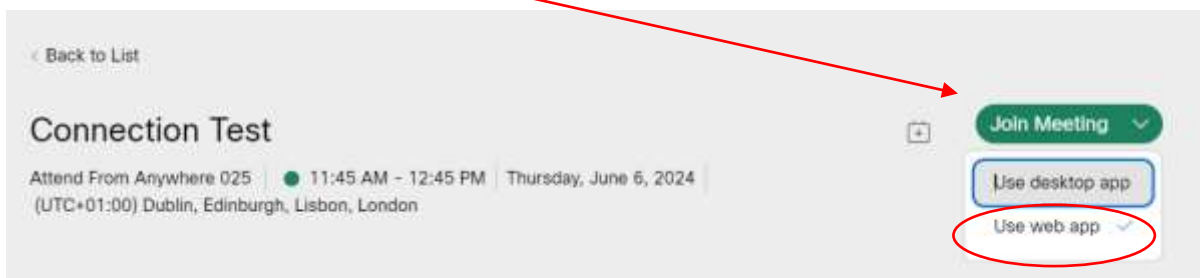 < Back to List
Connection Test
Join Meeting
Attend From Anywhere 025 11:45 AM - 12:45 PM Thursday, June 6, 2024
Use desktop app
(UTC+01:00) Dublin, Edinburgh, Lisbon, London
Use web app